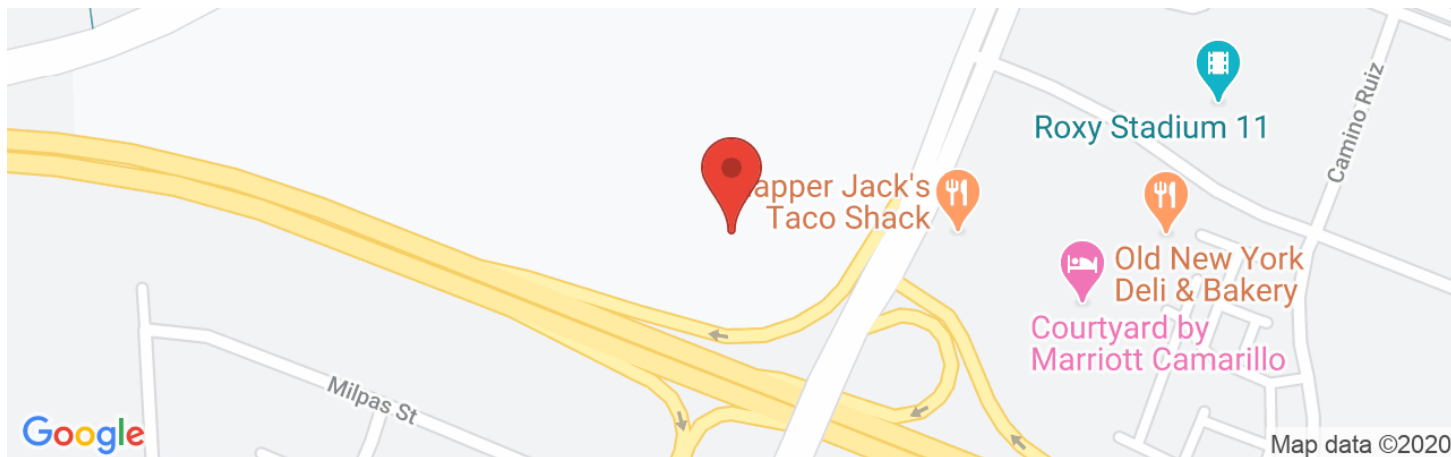 Roxy Stadium 11
Camino Ruiz
apper Jack's
Taco Shack
Old New York
Deli & Bakery
Courtyard by
Marriott Camarillo
Milpas St
Google
Map data ©2020